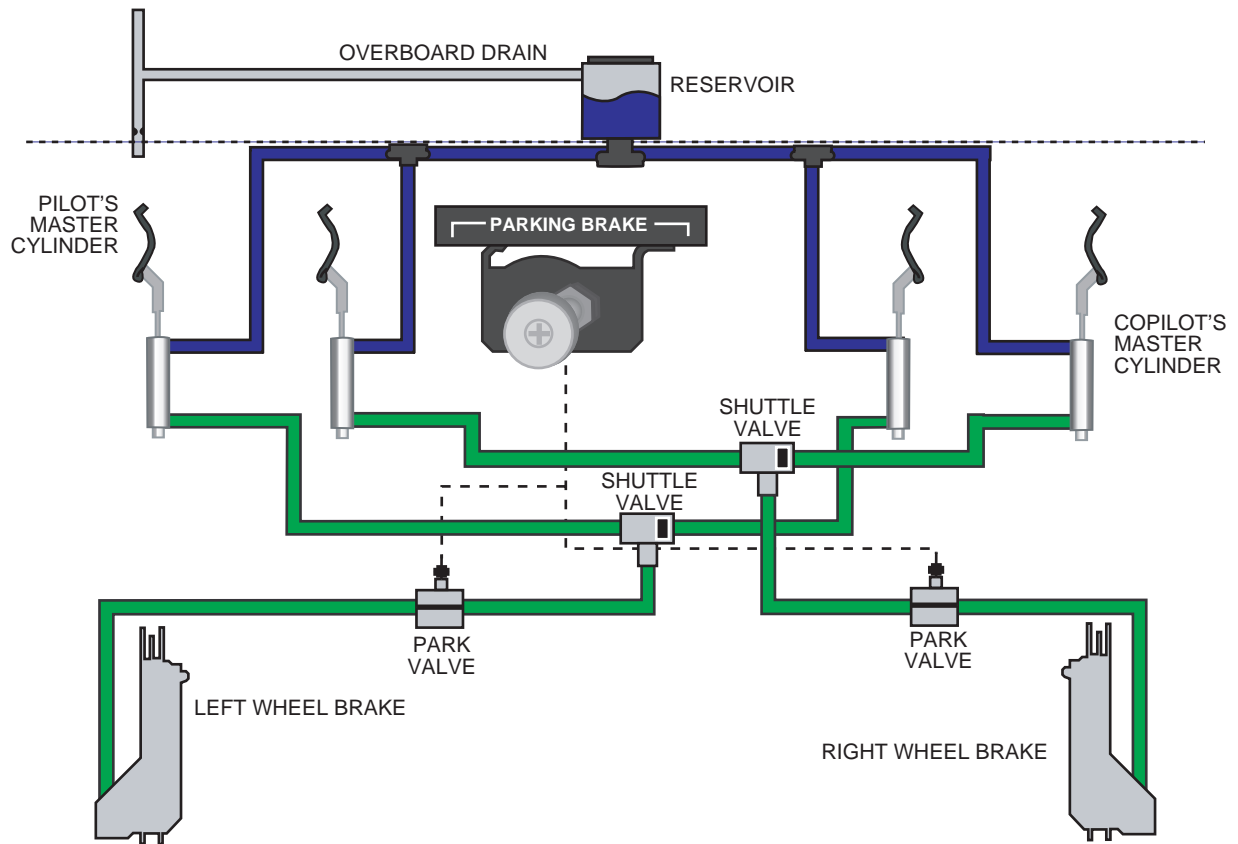 OVERBOARD DRAIN
RESERVOIR
PILOT'S
MASTER
CYLINDER
PARKING BRAKE
COPILOT'S
MASTER
CYLINDER
SHUTTLE
VALVE
SHUTTLE
VALVE
PARK
VALVE
PARK
VALVE
LEFT WHEEL BRAKE
RIGHT WHEEL BRAKE